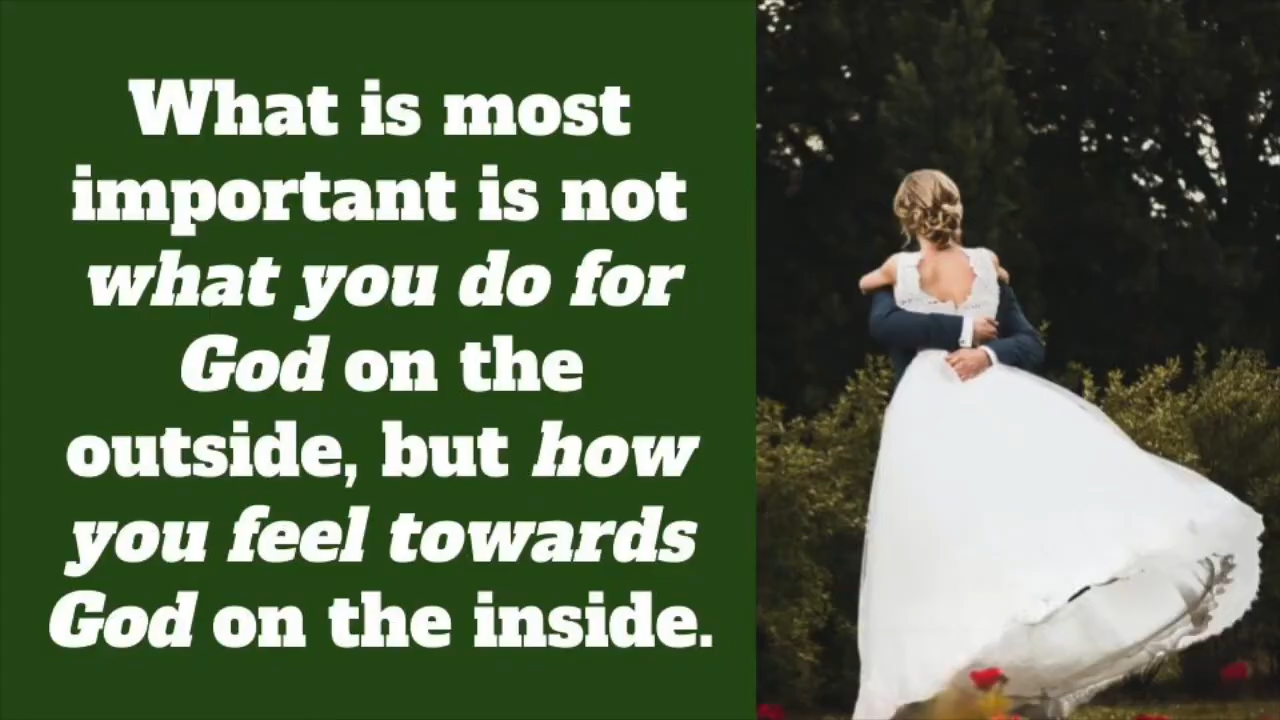 What is most
important is not
what you do for
God on the
outside, but how
you feel towards
God on the inside.